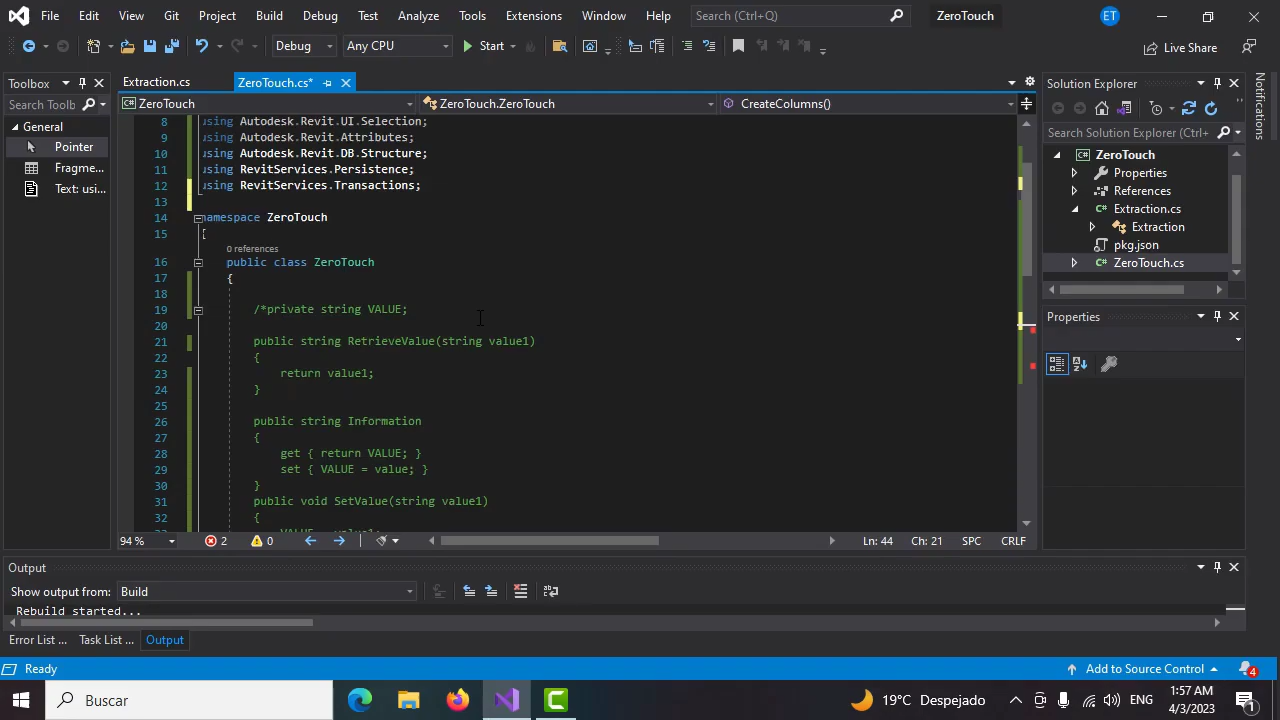 File Edit View Git Project Build Debug Test Analyze Tools Extensions Window Help Search (Ctrl+Q) ZeroTouch ET
Debug Any CPU Start Live Share
Toolbox Extraction.cs ZeroTouch.cs* Solution Explorer Notifications
Search Toolb ZeroTouch ZeroTouch.ZeroTouch CreateColumns()
General
Pointer
Fragme...
Text: usi...
8 using Autodesk.Revit.UI.Selection;
9 using Autodesk.Revit.Attributes;
10 using Autodesk.Revit.DB.Structure;
11 using RevitServices.Persistence;
12 using RevitServices.Transactions;
13
14 namespace ZeroTouch
15 {
0 references
16 public class ZeroTouch
17 {
18
19 /*private string VALUE;
20
21 public string RetrieveValue(string value1)
22 {
23 return value1;
24 }
25
26 public string Information
27 {
28 get { return VALUE; }
29 set { VALUE = value; }
30 }
31 public void SetValue(string value1)
32 {
94 % 2 0 Ln: 44 Ch: 21 SPC CRLF
Search Solution Explorer (Ctrl+
ZeroTouch
Properties
References
Extraction.cs
Extraction
pkg.json
ZeroTouch.cs
Properties
Output
Show output from: Build
Rebuild started...
Error List ... Task List ... Output
Ready Add to Source Control 4
Buscar 19°C Despejado ENG 1:57 AM
4/3/2023 1